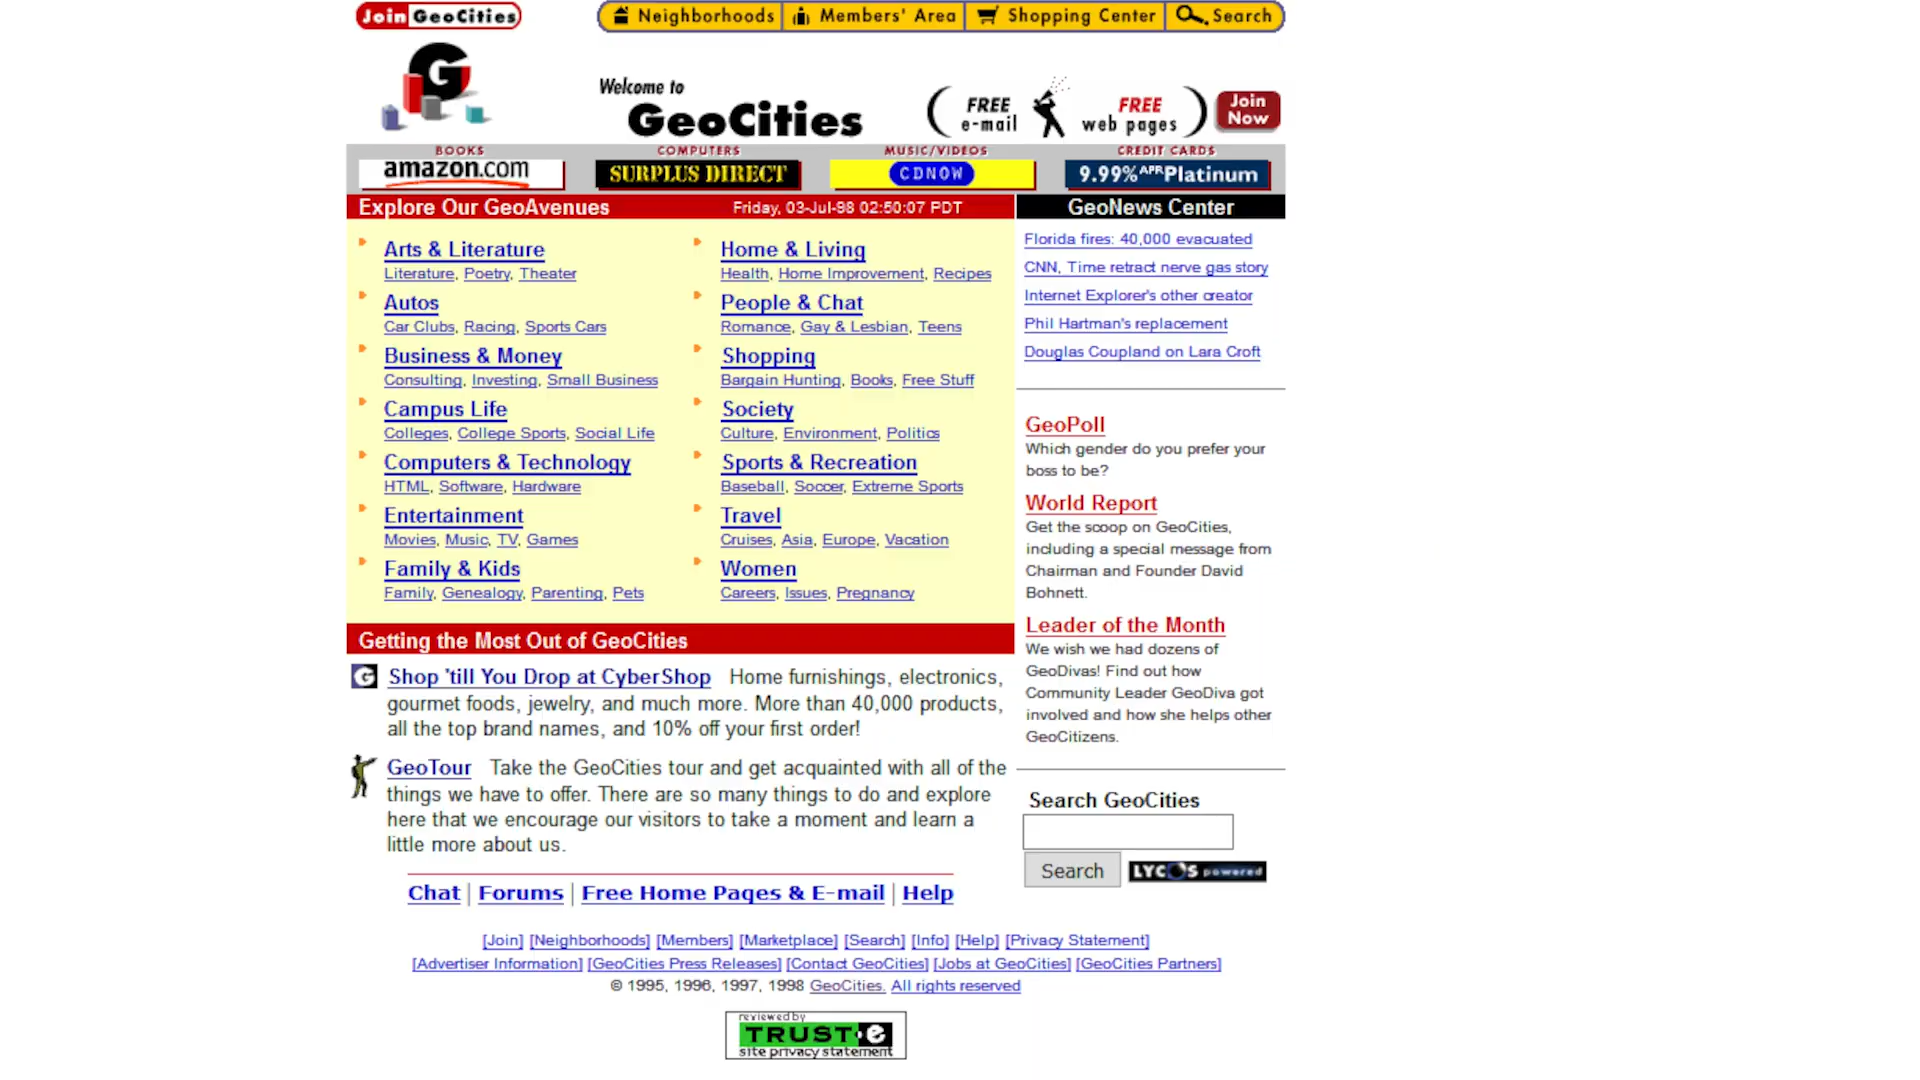 Join GeoCities
Neighborhoods Members' Area Shopping Center Search
G
Welcome to
GeoCities
FREE e-mail
FREE web pages
Join Now
BOOKS
amazon.com
COMPUTERS
SURPLUS DIRECT
MUSIC/VIDEOS
CDNOW
CREDIT CARDS
9.99% APR Platinum
Explore Our GeoAvenues Friday, 03-Jul-98 02:50:07 PDT
Arts & Literature
Literature, Poetry, Theater
Autos
Car Clubs, Racing, Sports Cars
Business & Money
Consulting, Investing, Small Business
Campus Life
Colleges, College Sports, Social Life
Computers & Technology
HTML, Software, Hardware
Entertainment
Movies, Music, TV, Games
Family & Kids
Family, Genealogy, Parenting, Pets
Home & Living
Health, Home Improvement, Recipes
People & Chat
Romance, Gay & Lesbian, Teens
Shopping
Bargain Hunting, Books, Free Stuff
Society
Culture, Environment, Politics
Sports & Recreation
Baseball, Soccer, Extreme Sports
Travel
Cruises, Asia, Europe, Vacation
Women
Careers, Issues, Pregnancy
Getting the Most Out of GeoCities
G Shop 'till You Drop at CyberShop Home furnishings, electronics,
gourmet foods, jewelry, and much more. More than 40,000 products,
all the top brand names, and 10% off your first order!
GeoTour Take the GeoCities tour and get acquainted with all of the
things we have to offer. There are so many things to do and explore
here that we encourage our visitors to take a moment and learn a
little more about us.
Chat | Forums | Free Home Pages & E-mail | Help
GeoNews Center
Florida fires: 40,000 evacuated
CNN, Time retract nerve gas story
Internet Explorer's other creator
Phil Hartman's replacement
Douglas Coupland on Lara Croft
GeoPoll
Which gender do you prefer your
boss to be?
World Report
Get the scoop on GeoCities,
including a special message from
Chairman and Founder David
Bohnett.
Leader of the Month
We wish we had dozens of
GeoDivas! Find out how
Community Leader GeoDiva got
involved and how she helps other
GeoCitizens.
Search GeoCities
Search LYCOS powered
[Join] [Neighborhoods] [Members] [Marketplace] [Search] [Info] [Help] [Privacy Statement]
[Advertiser Information] [GeoCities Press Releases] [Contact GeoCities] [Jobs at GeoCities] [GeoCities Partners]
© 1995, 1996, 1997, 1998 GeoCities. All rights reserved
reviewed by
TRUST·e
site privacy statement